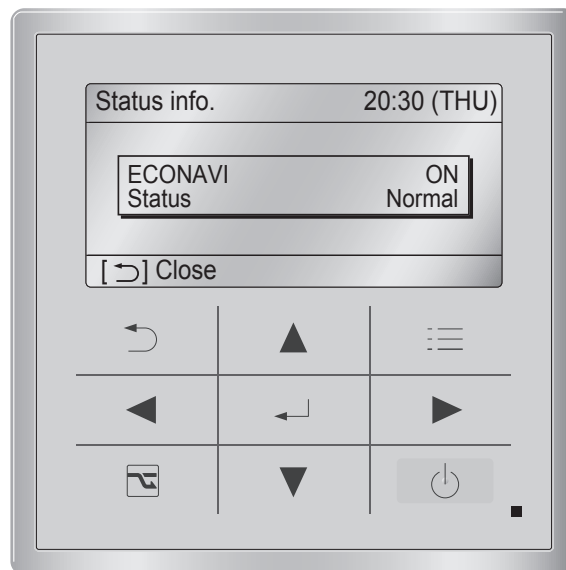 Status info. 20:30 (THU)
ECONAVI ON
Status Normal
[⮌] Close